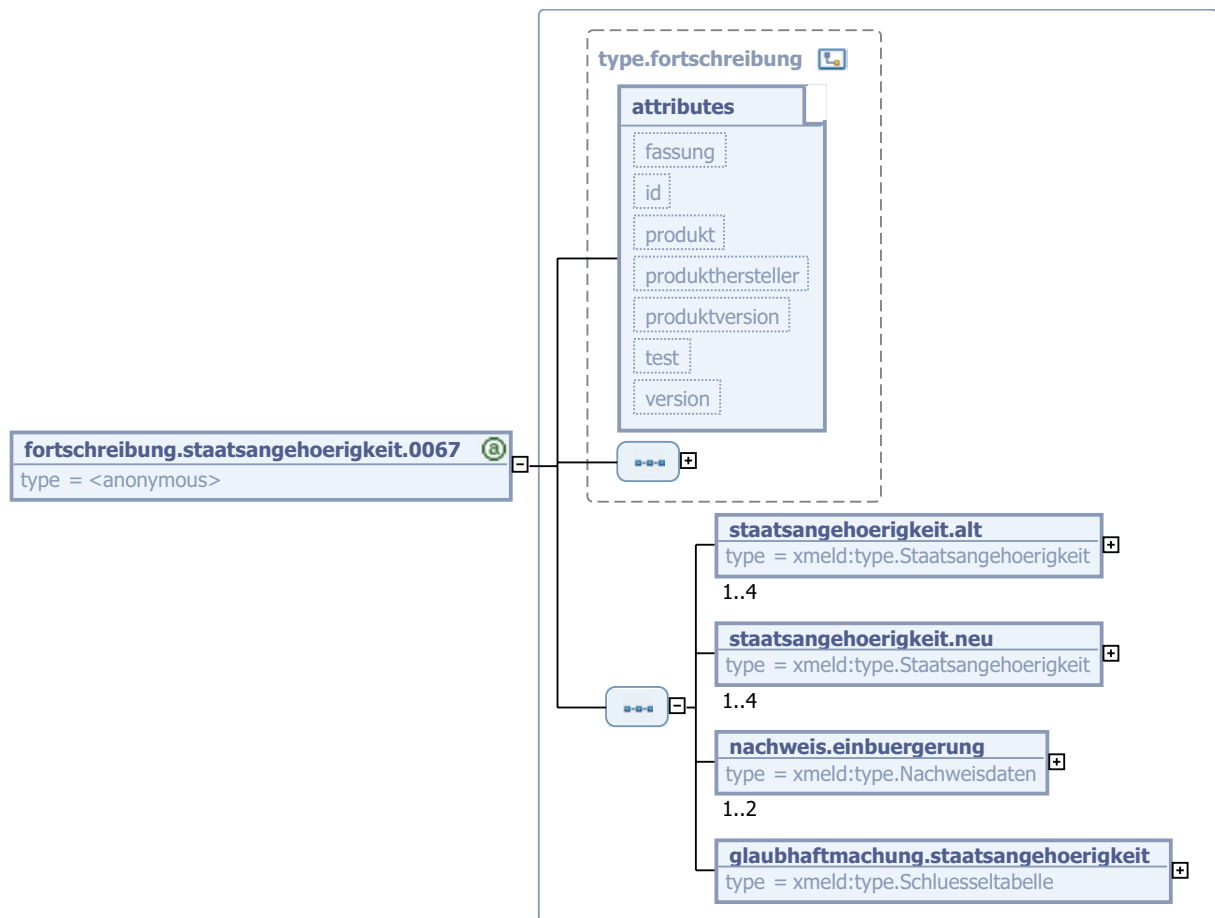 type.fortschreibung
attributes
fassung
id
produkt
produkthersteller
produktversion
test
version
fortschreibung.staatsangehoerigkeit.0067
type = <anonymous>
staatsangehoerigkeit.alt
type = xmeld:type.Staatsangehoerigkeit
1..4
staatsangehoerigkeit.neu
type = xmeld:type.Staatsangehoerigkeit
1..4
nachweis.einbuergerung
type = xmeld:type.Nachweisdaten
1..2
glaubhaftmachung.staatsangehoerigkeit
type = xmeld:type.Schluesseltabelle